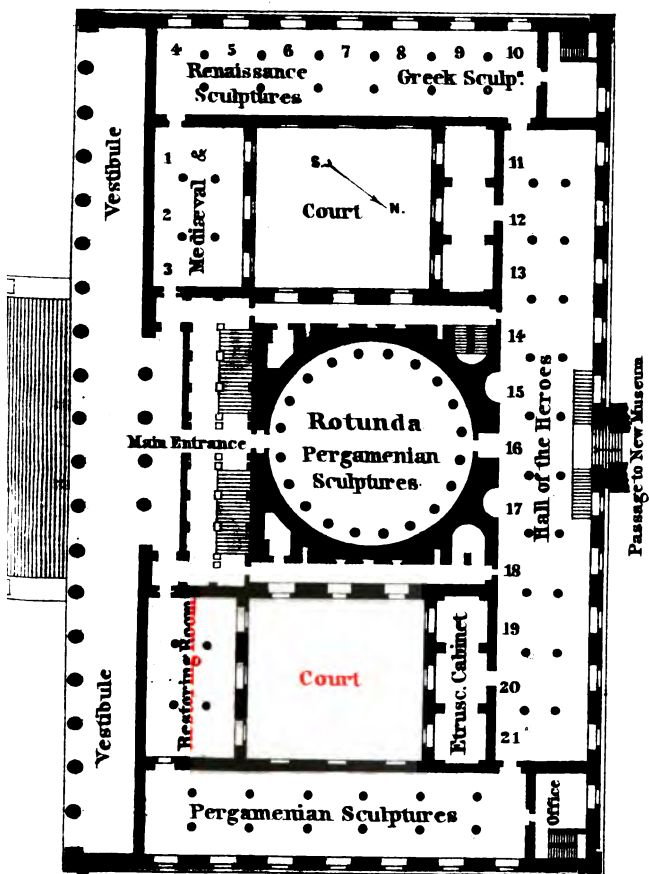 4 5 6 7 8 9 10
Renaissance
Sculptures
Greek Sculpᵗ.
Vestibule
1
2
3
Mediæval &
S.
N.
Court
11
12
13
14
15
16
17
18
19
20
21
Rotunda
Pergamenian
Sculptures
Main Entrance
Hall of the Heroes
Passage to New Museum
Restoring Room
Court
Etrusc. Cabinet
Vestibule
Pergamenian Sculptures
Office